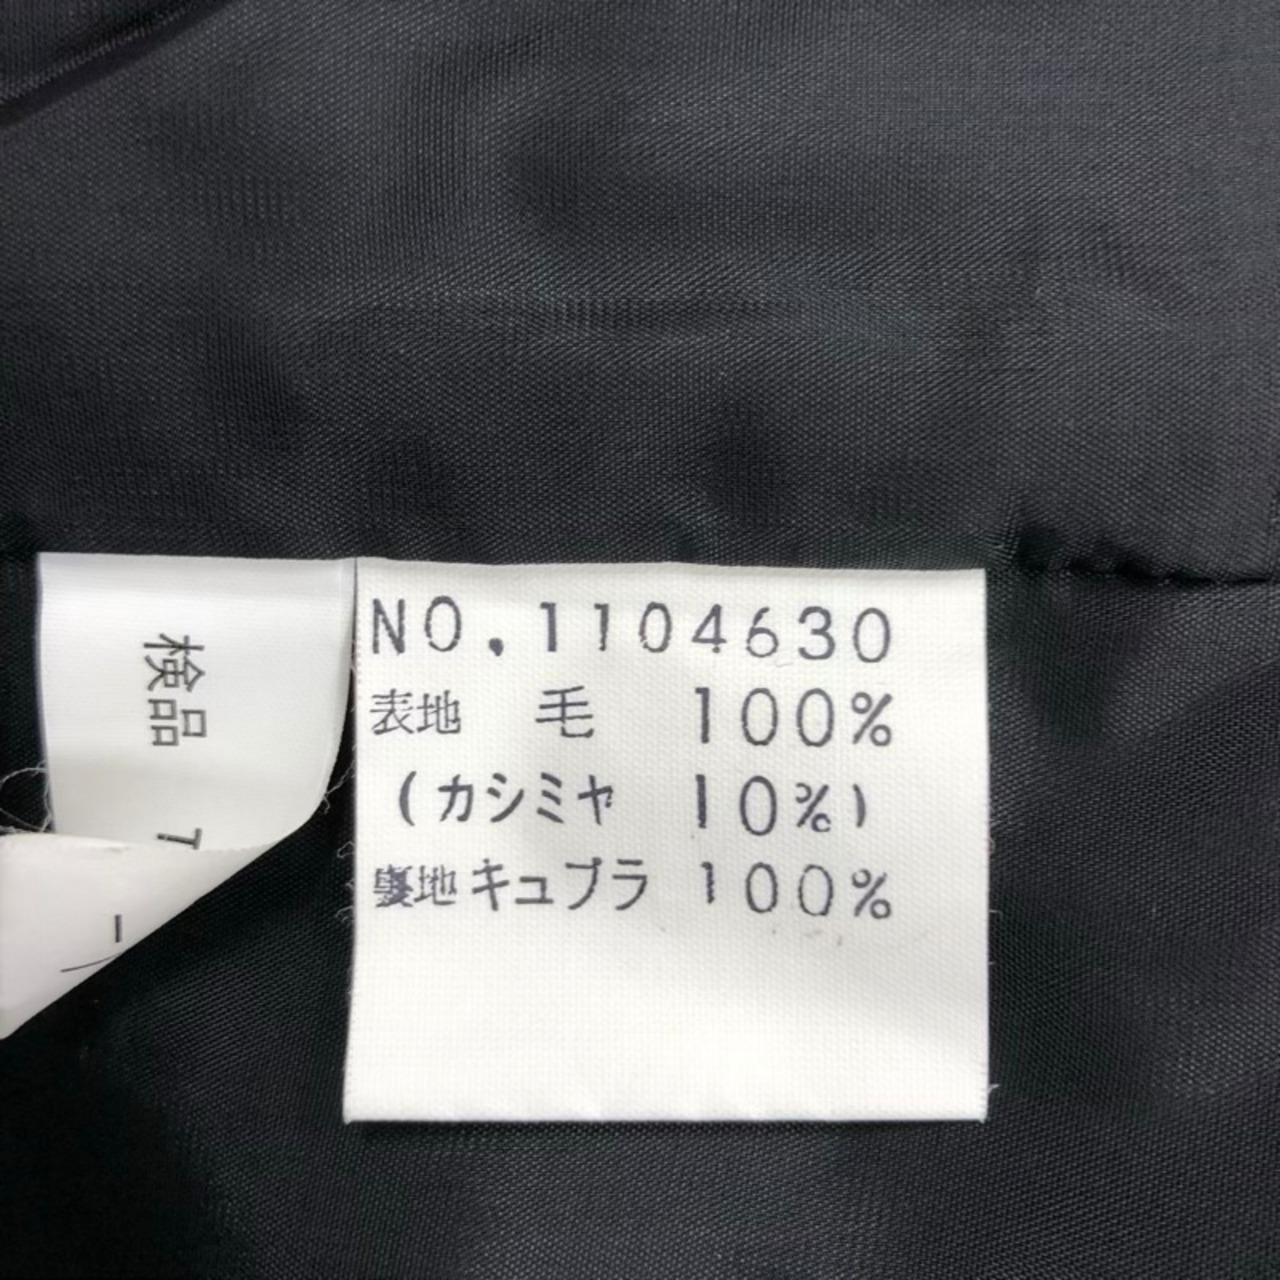 検品
NO.1104630
表地 毛 100%
(カシミヤ 10%)
裏地キュプラ 100%